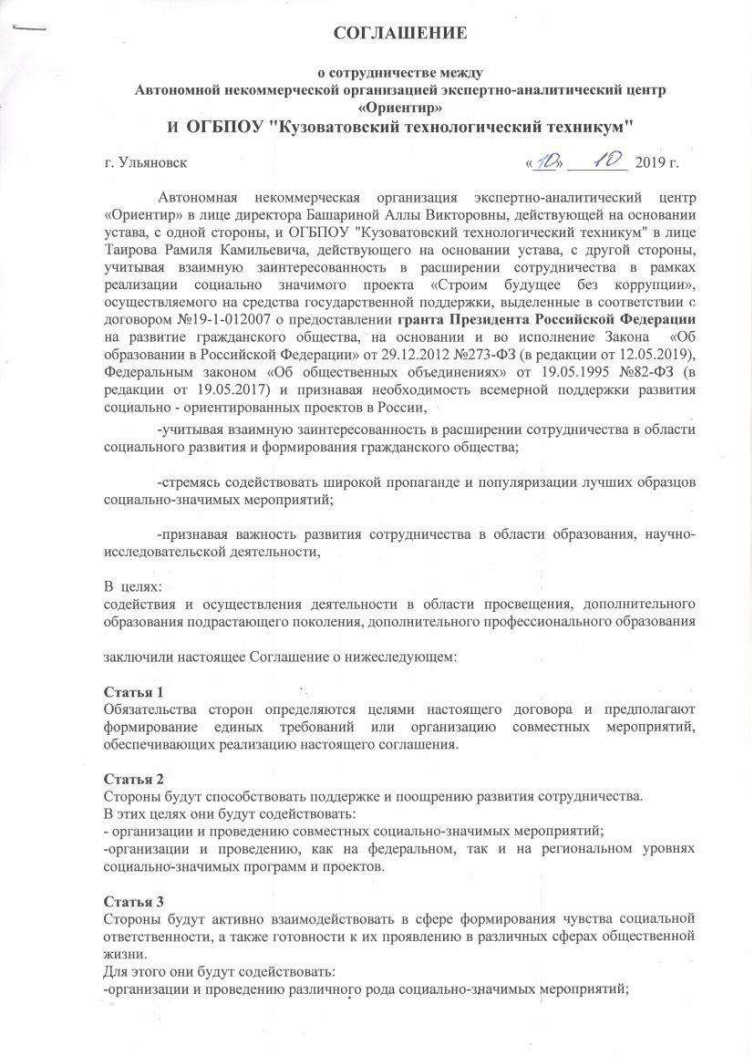 СОГЛАШЕНИЕ
о сотрудничестве между
Автономной некоммерческой организацией экспертно-аналитический центр
«Ориентир»
И ОГБПОУ "Кузоватовский технологический техникум"
г. Ульяновск «10» 10 2019 г.
Автономная некоммерческая организация экспертно-аналитический центр
«Ориентир» в лице директора Башариной Аллы Викторовны, действующей на основании
устава, с одной стороны, и ОГБПОУ "Кузоватовский технологический техникум" в лице
Таирова Рамиля Камильевича, действующего на основании устава, с другой стороны,
учитывая взаимную заинтересованность в расширении сотрудничества в рамках
реализации социально значимого проекта «Строим будущее без коррупции»,
осуществляемого на средства государственной поддержки, выделенные в соответствии с
договором №19-1-012007 о предоставлении гранта Президента Российской Федерации
на развитие гражданского общества, на основании и во исполнение Закона «Об
образовании в Российской Федерации» от 29.12.2012 №273-ФЗ (в редакции от 12.05.2019),
Федеральным законом «Об общественных объединениях» от 19.05.1995 №82-ФЗ (в
редакции от 19.05.2017) и признавая необходимость всемерной поддержки развития
социально - ориентированных проектов в России,
-учитывая взаимную заинтересованность в расширении сотрудничества в области
социального развития и формирования гражданского общества;
-стремясь содействовать широкой пропаганде и популяризации лучших образцов
социально-значимых мероприятий;
-признавая важность развития сотрудничества в области образования, научно-
исследовательской деятельности,
В целях:
содействия и осуществления деятельности в области просвещения, дополнительного
образования подрастающего поколения, дополнительного профессионального образования
заключили настоящее Соглашение о нижеследующем:
Статья 1
Обязательства сторон определяются целями настоящего договора и предполагают
формирование единых требований или организацию совместных мероприятий,
обеспечивающих реализацию настоящего соглашения.
Статья 2
Стороны будут способствовать поддержке и поощрению развития сотрудничества.
В этих целях они будут содействовать:
- организации и проведению совместных социально-значимых мероприятий;
-организации и проведению, как на федеральном, так и на региональном уровнях
социально-значимых программ и проектов.
Статья 3
Стороны будут активно взаимодействовать в сфере формирования чувства социальной
ответственности, а также готовности к их проявлению в различных сферах общественной
жизни.
Для этого они будут содействовать:
-организации и проведению различного рода социально-значимых мероприятий;